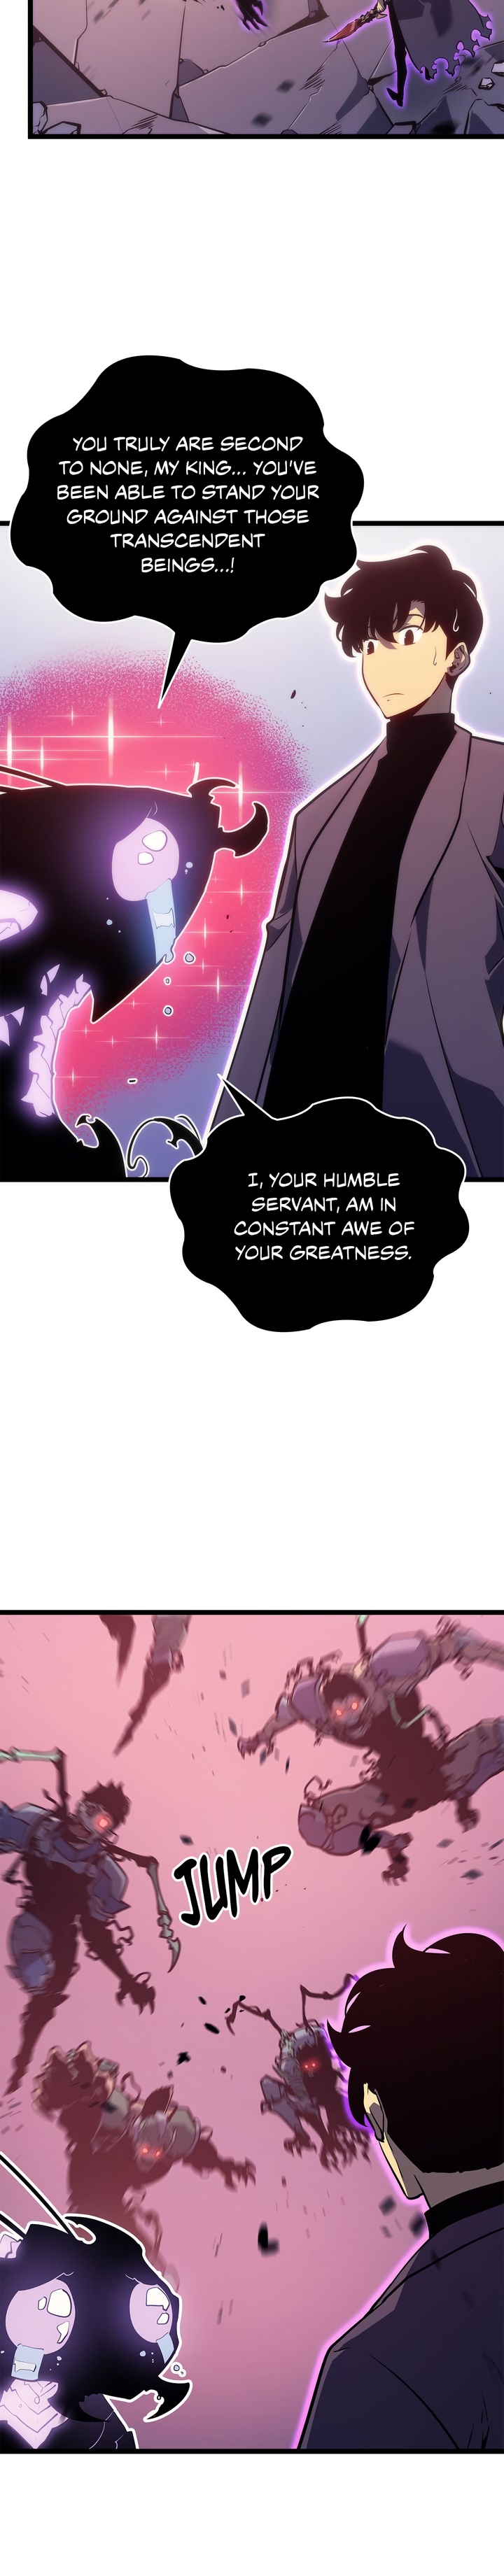 YOU TRULY ARE SECOND
TO NONE, MY KING... YOU'VE
BEEN ABLE TO STAND YOUR
GROUND AGAINST THOSE
TRANSCENDENT
BEINGS...!
I, YOUR HUMBLE
SERVANT, AM IN
CONSTANT AWE OF
YOUR GREATNESS.
JUMP